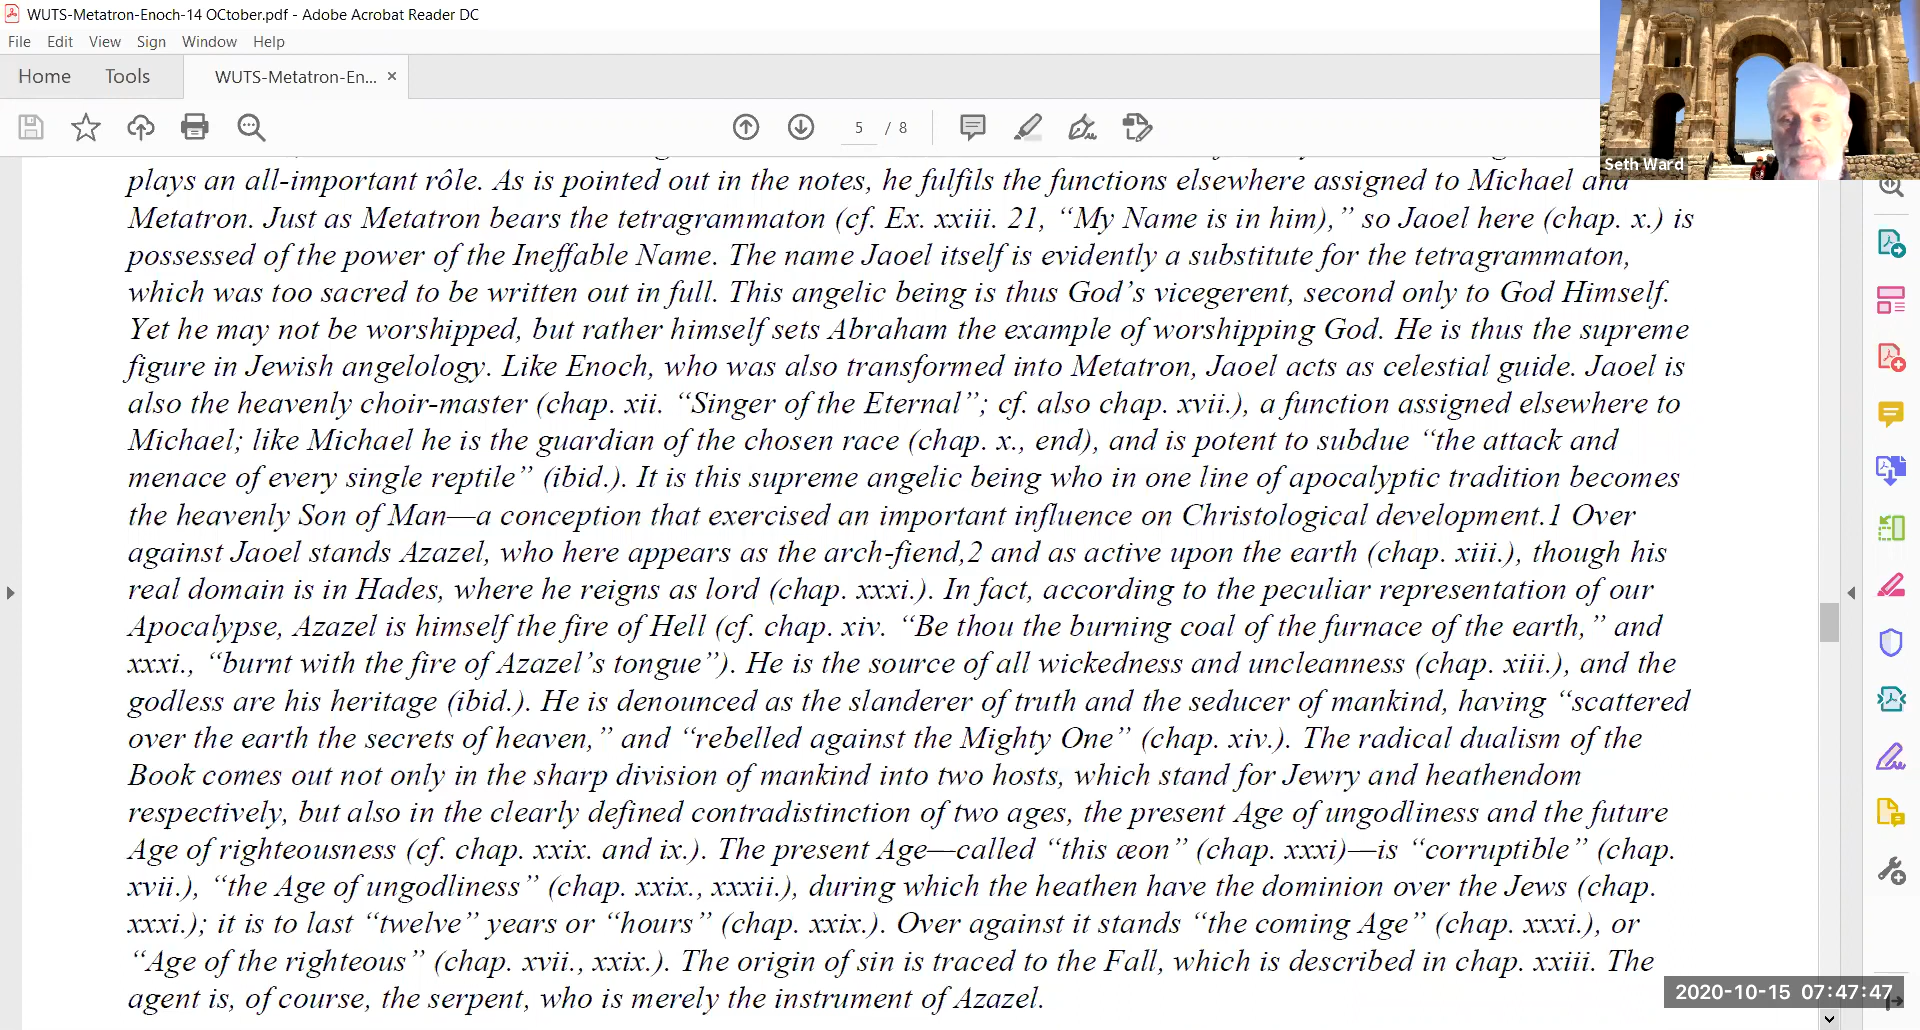 WUTS-Metatron-Enoch-14 OCtober.pdf - Adobe Acrobat Reader DC
File Edit View Sign Window Help
Home Tools WUTS-Metatron-En... ×
5 / 8
Seth Ward
plays an all-important rôle. As is pointed out in the notes, he fulfils the functions elsewhere assigned to Michael and
Metatron. Just as Metatron bears the tetragrammaton (cf. Ex. xxiii. 21, “My Name is in him),” so Jaoel here (chap. x.) is
possessed of the power of the Ineffable Name. The name Jaoel itself is evidently a substitute for the tetragrammaton,
which was too sacred to be written out in full. This angelic being is thus God’s vicegerent, second only to God Himself.
Yet he may not be worshipped, but rather himself sets Abraham the example of worshipping God. He is thus the supreme
figure in Jewish angelology. Like Enoch, who was also transformed into Metatron, Jaoel acts as celestial guide. Jaoel is
also the heavenly choir-master (chap. xii. “Singer of the Eternal”; cf. also chap. xvii.), a function assigned elsewhere to
Michael; like Michael he is the guardian of the chosen race (chap. x., end), and is potent to subdue “the attack and
menace of every single reptile” (ibid.). It is this supreme angelic being who in one line of apocalyptic tradition becomes
the heavenly Son of Man—a conception that exercised an important influence on Christological development.1 Over
against Jaoel stands Azazel, who here appears as the arch-fiend,2 and as active upon the earth (chap. xiii.), though his
real domain is in Hades, where he reigns as lord (chap. xxxi.). In fact, according to the peculiar representation of our
Apocalypse, Azazel is himself the fire of Hell (cf. chap. xiv. “Be thou the burning coal of the furnace of the earth,” and
xxxi., “burnt with the fire of Azazel’s tongue”). He is the source of all wickedness and uncleanness (chap. xiii.), and the
godless are his heritage (ibid.). He is denounced as the slanderer of truth and the seducer of mankind, having “scattered
over the earth the secrets of heaven,” and “rebelled against the Mighty One” (chap. xiv.). The radical dualism of the
Book comes out not only in the sharp division of mankind into two hosts, which stand for Jewry and heathendom
respectively, but also in the clearly defined contradistinction of two ages, the present Age of ungodliness and the future
Age of righteousness (cf. chap. xxix. and ix.). The present Age—called “this æon” (chap. xxxi)—is “corruptible” (chap.
xvii.), “the Age of ungodliness” (chap. xxix., xxxii.), during which the heathen have the dominion over the Jews (chap.
xxxi.); it is to last “twelve” years or “hours” (chap. xxix.). Over against it stands “the coming Age” (chap. xxxi.), or
“Age of the righteous” (chap. xvii., xxix.). The origin of sin is traced to the Fall, which is described in chap. xxiii. The
agent is, of course, the serpent, who is merely the instrument of Azazel.
2020-10-15 07:47:47